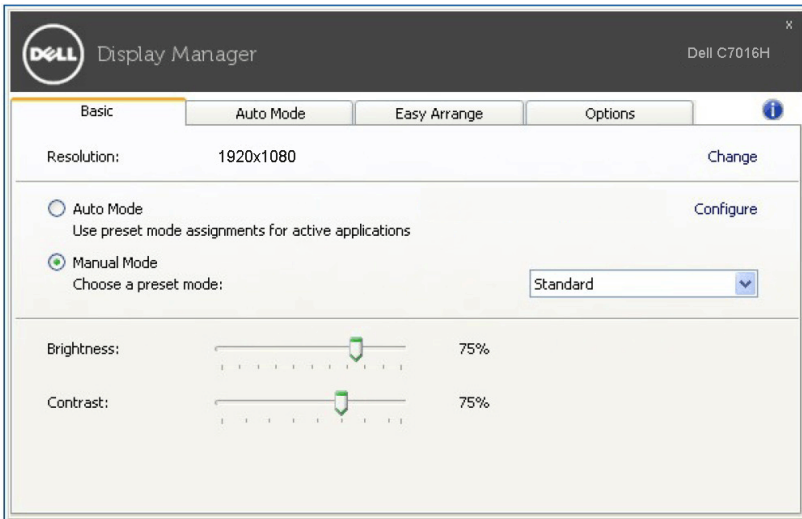 x
DELL Display Manager Dell C7016H
Basic Auto Mode Easy Arrange Options i
Resolution: 1920x1080 Change
Auto Mode Configure
Use preset mode assignments for active applications
Manual Mode
Choose a preset mode: Standard
Brightness: 75%
Contrast: 75%